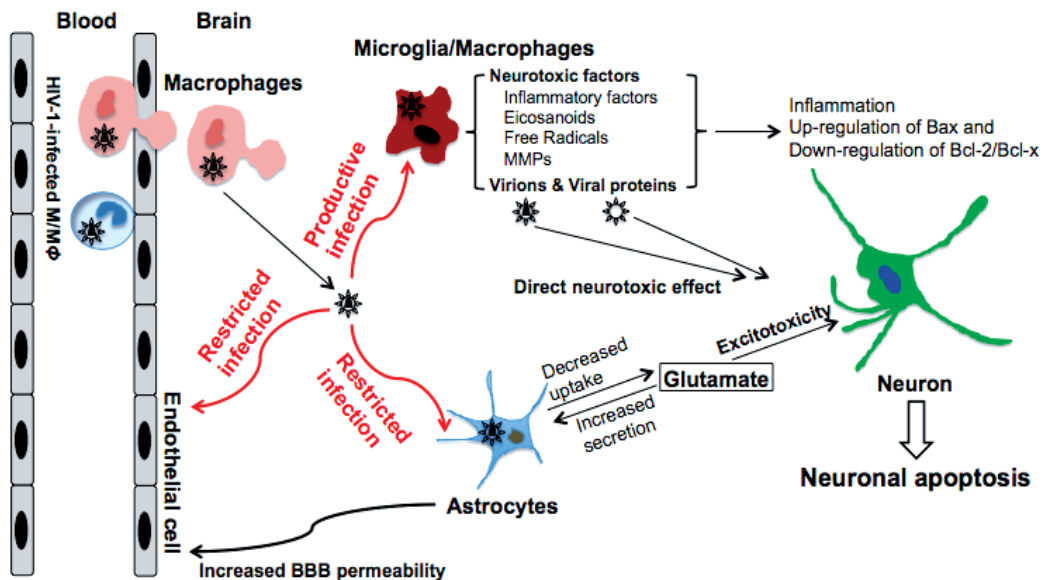 Blood
Brain
HIV-1-infected M/MΦ
Macrophages
Microglia/Macrophages
Neurotoxic factors
Inflammatory factors
Eicosanoids
Free Radicals
MMPs
Virions & Viral proteins
Inflammation
Up-regulation of Bax and
Down-regulation of Bcl-2/Bcl-x
Productive
infection
Restricted
infection
Restricted
infection
Direct neurotoxic effect
Excitotoxicity
Decreased
uptake
Glutamate
Increased
secretion
Neuron
Neuronal apoptosis
Endothelial cell
Astrocytes
Increased BBB permeability